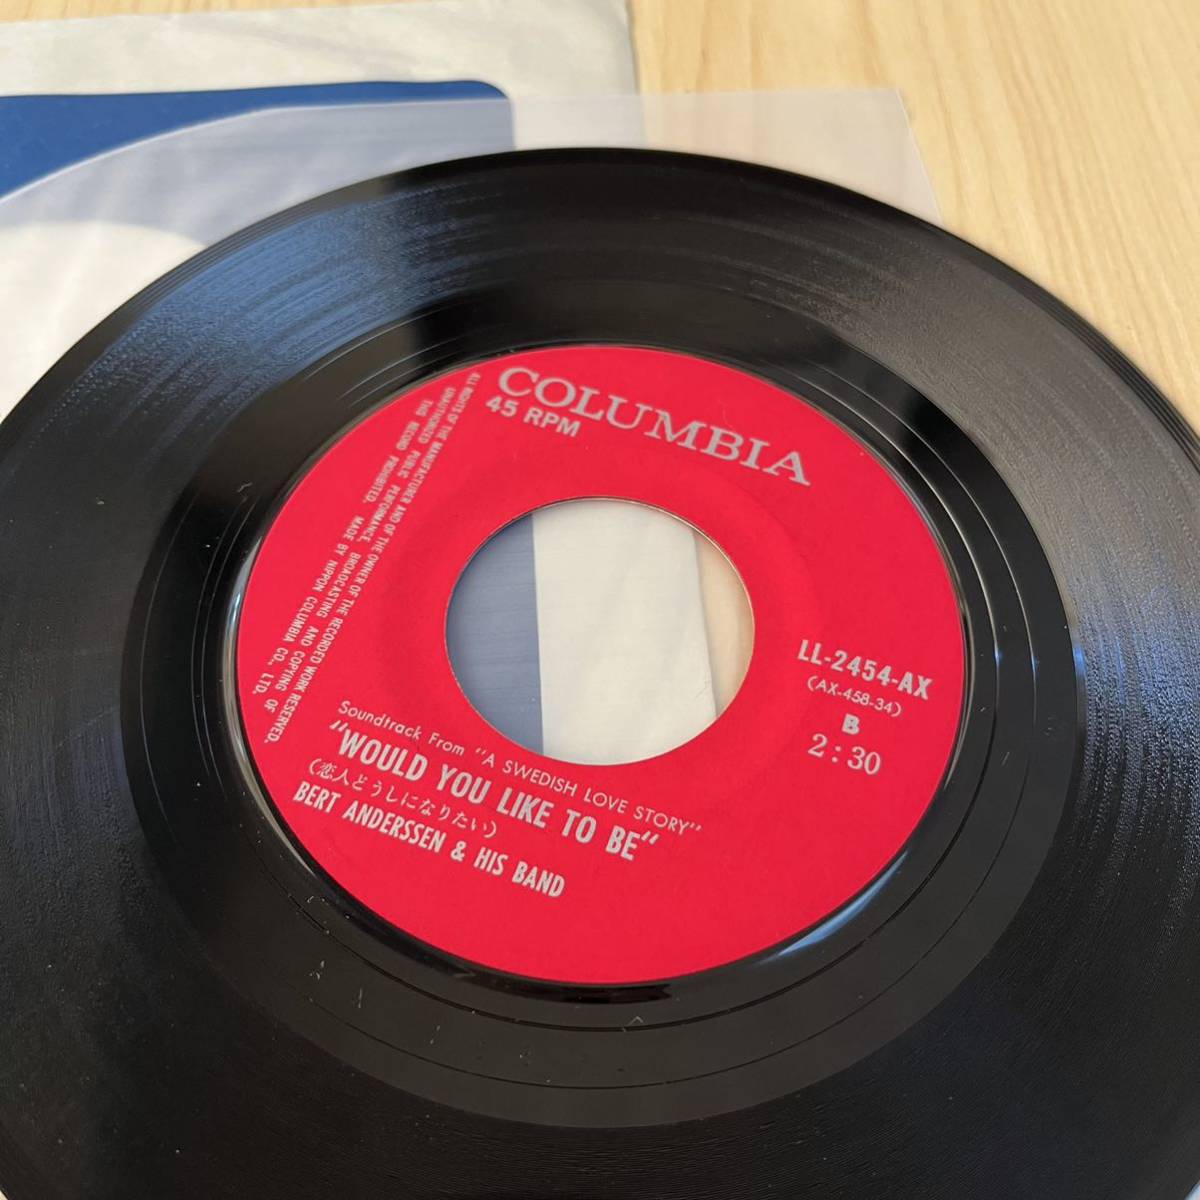 COLUMBIA
45 RPM
ALL RIGHTS OF THE MANUFACTURER AND OF THE OWNER OF THE RECORDED WORK RESERVED.
UNAUTHORIZED PUBLIC PERFORMANCE, BROADCASTING AND COPYING OF
THIS RECORD PROHIBITED. MADE BY NIPPON COLUMBIA CO., LTD.
LL-2454-AX
(AX-458-34)
B
2:30
Soundtrack From "A SWEDISH LOVE STORY"
"WOULD YOU LIKE TO BE"
(恋人どうしになりたい)
BERT ANDERSSEN & HIS BAND